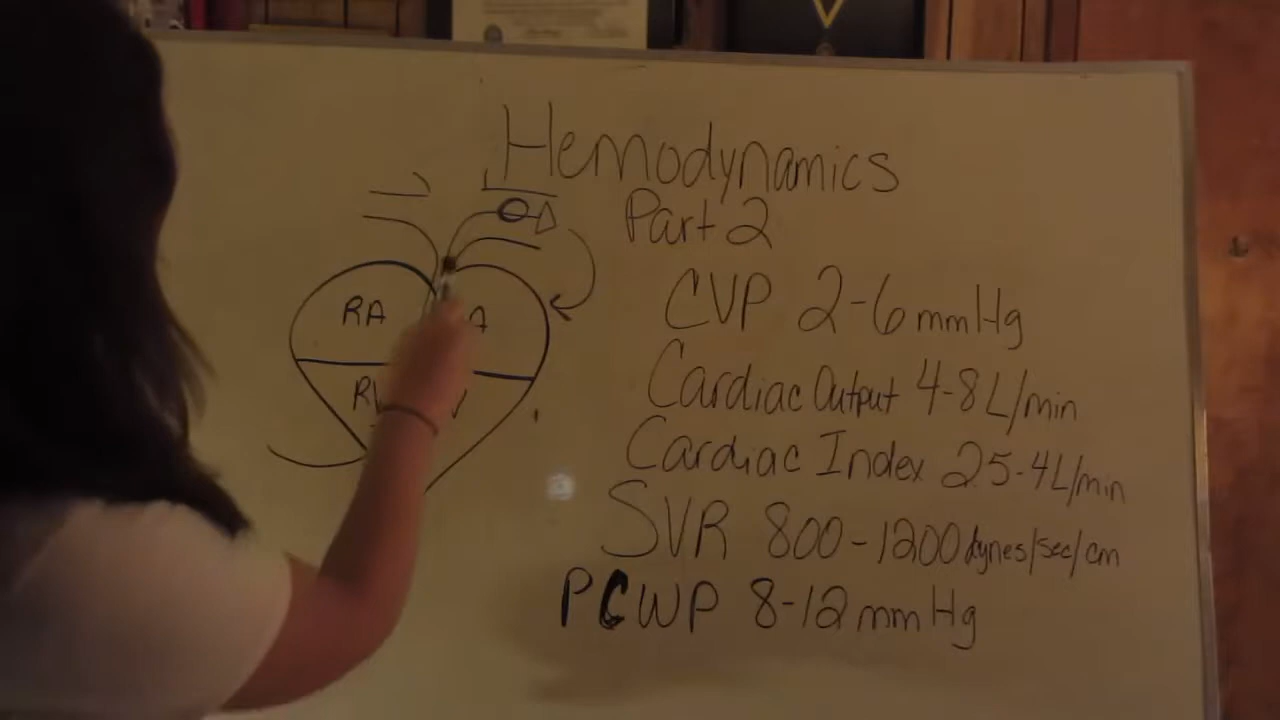 Hemodynamics
Part 2
CVP 2-6 mmHg
Cardiac Output 4-8 L/min
Cardiac Index 2.5-4 L/min
SVR 800-1200 dynes/sec/cm
PCWP 8-12 mmHg
RA A
RV V